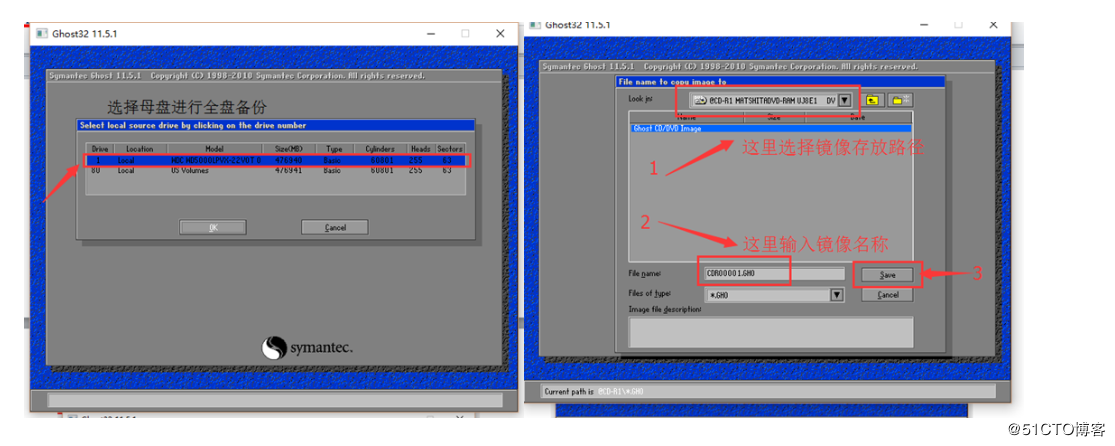 Ghost32 11.5.1
Symantec Ghost 11.5.1 Copyright (C) 1998-2010 Symantec Corporation. All rights reserved.
选择母盘进行全盘备份
Select local source drive by clicking on the drive number
Drive Location Model Size(MB) Type Cylinders Heads Sectors
1 Local 476940 Basic 60801 255 63
80 Local OS Volumes 476941 Basic 60801 255 63
OK Cancel
symantec.
Ghost32 11.5.1
Ghost32 11.5.1
Symantec Ghost 11.5.1 Copyright (C) 1998-2010 Symantec Corporation. All rights reserved.
File name to copy image to
Look in: @CD-R1 MATSHITADVD-RAM UJ8E1 DV
Name Size Date
Ghost CD/DVD Image
这里选择镜像存放路径
1
2
这里输入镜像名称
File name: CDR00001.GHO Save
3
Files of type: *.GHO Cancel
Image file description:
Current path is @CD-R1\*.GHO
@51CTO博客